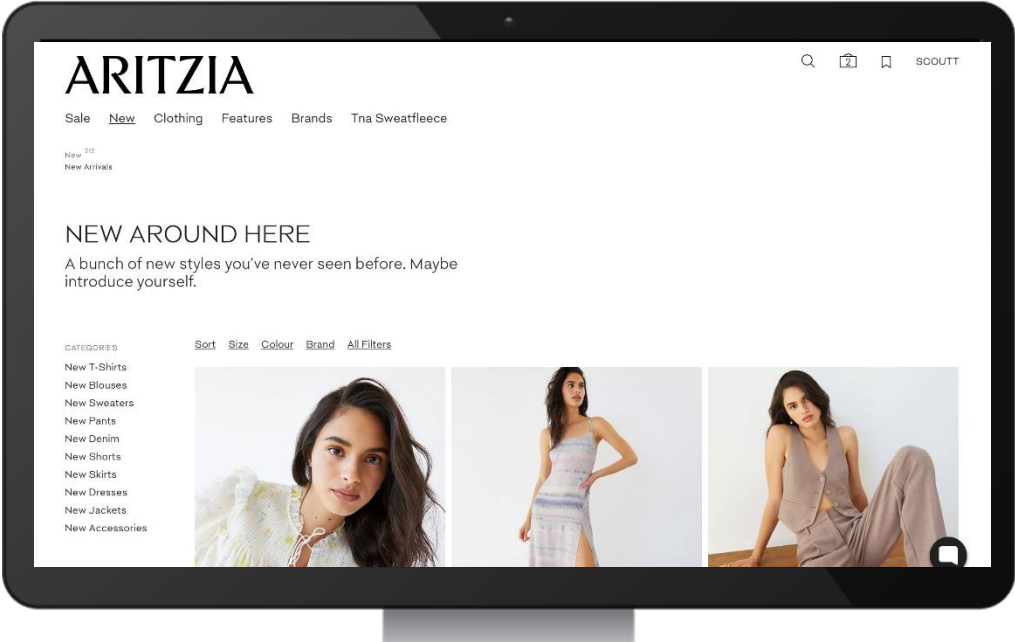 ARITZIA
2
SCOUTT
Sale New Clothing Features Brands Tna Sweatfleece
New 212
New Arrivals
NEW AROUND HERE
A bunch of new styles you've never seen before. Maybe
introduce yourself.
Sort Size Colour Brand All Filters
CATEGORIES
New T-Shirts
New Blouses
New Sweaters
New Pants
New Denim
New Shorts
New Skirts
New Dresses
New Jackets
New Accessories